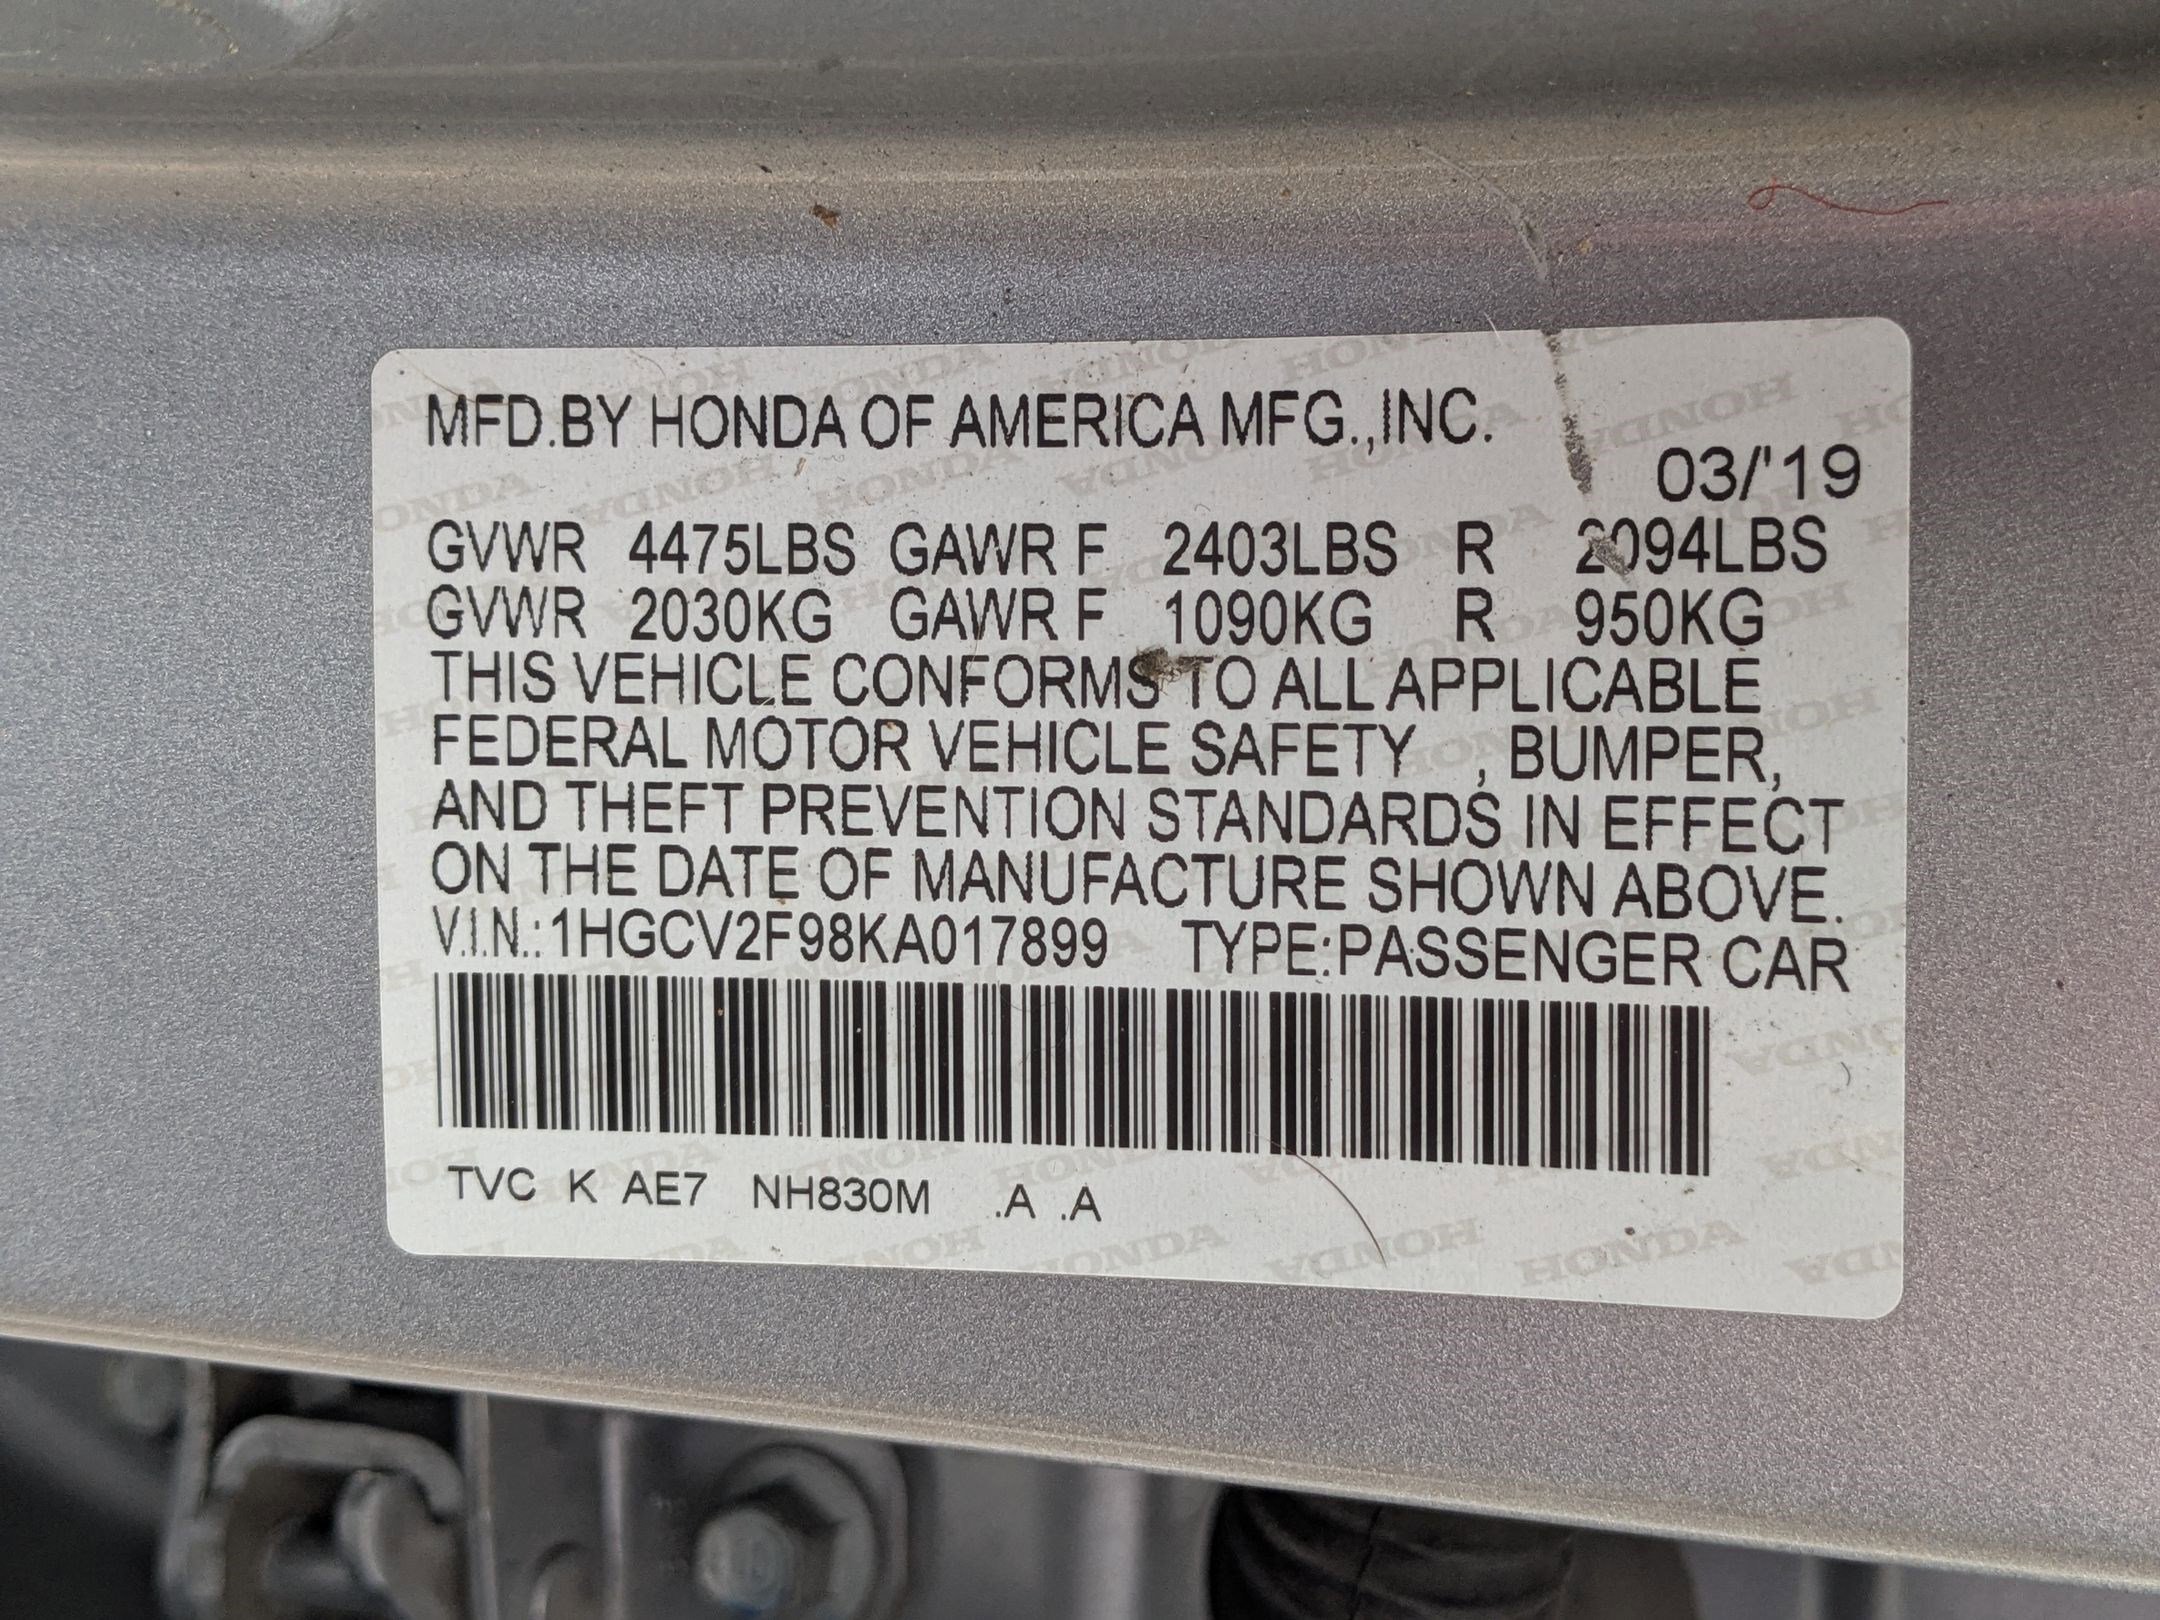 MFD.BY HONDA OF AMERICA MFG.,INC.
03/'19
GVWR 4475LBS GAWR F 2403LBS R 2094LBS
GVWR 2030KG GAWR F 1090KG R 950KG
THIS VEHICLE CONFORMS TO ALL APPLICABLE
FEDERAL MOTOR VEHICLE SAFETY , BUMPER,
AND THEFT PREVENTION STANDARDS IN EFFECT
ON THE DATE OF MANUFACTURE SHOWN ABOVE.
V.I.N.:1HGCV2F98KA017899 TYPE:PASSENGER CAR
TVC K AE7 NH830M .A .A